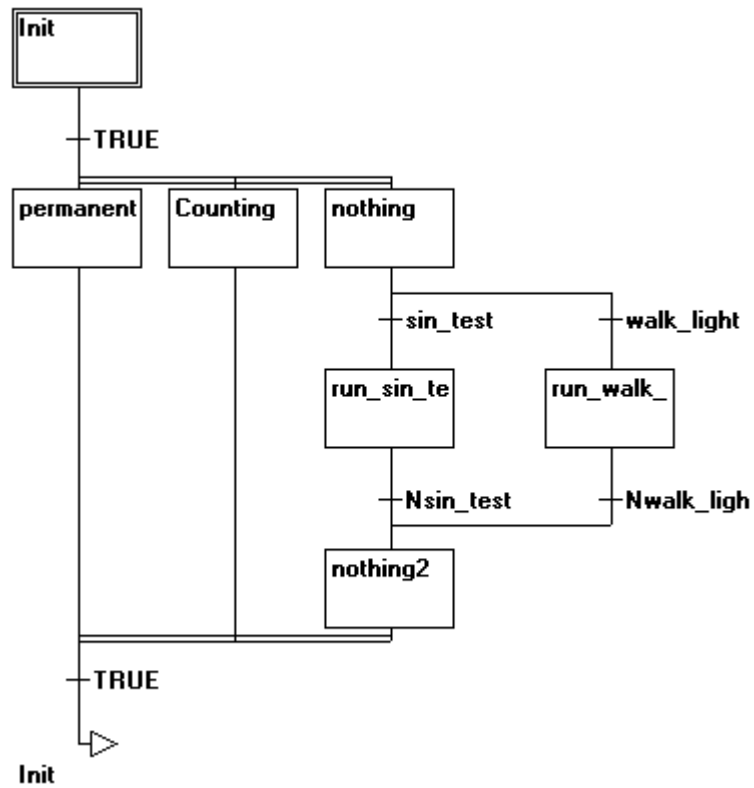 Init
TRUE
permanent Counting nothing
sin_test walk_light
run_sin_te run_walk_
Nsin_test Nwalk_ligh
nothing2
TRUE
Init